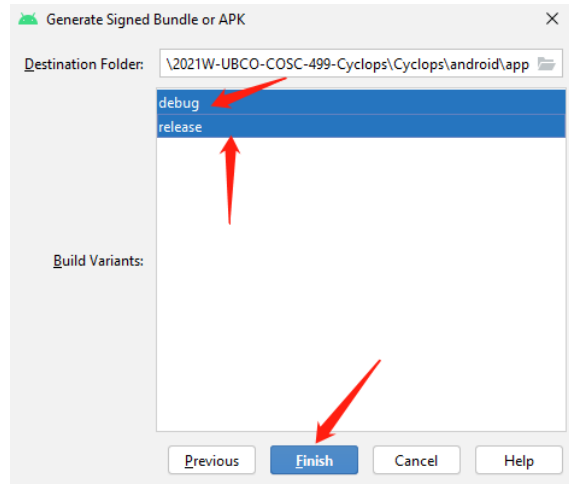 Generate Signed Bundle or APK
Destination Folder: \2021W-UBCO-COSC-499-Cyclops\Cyclops\android\app
debug
release
Build Variants:
Previous Finish Cancel Help